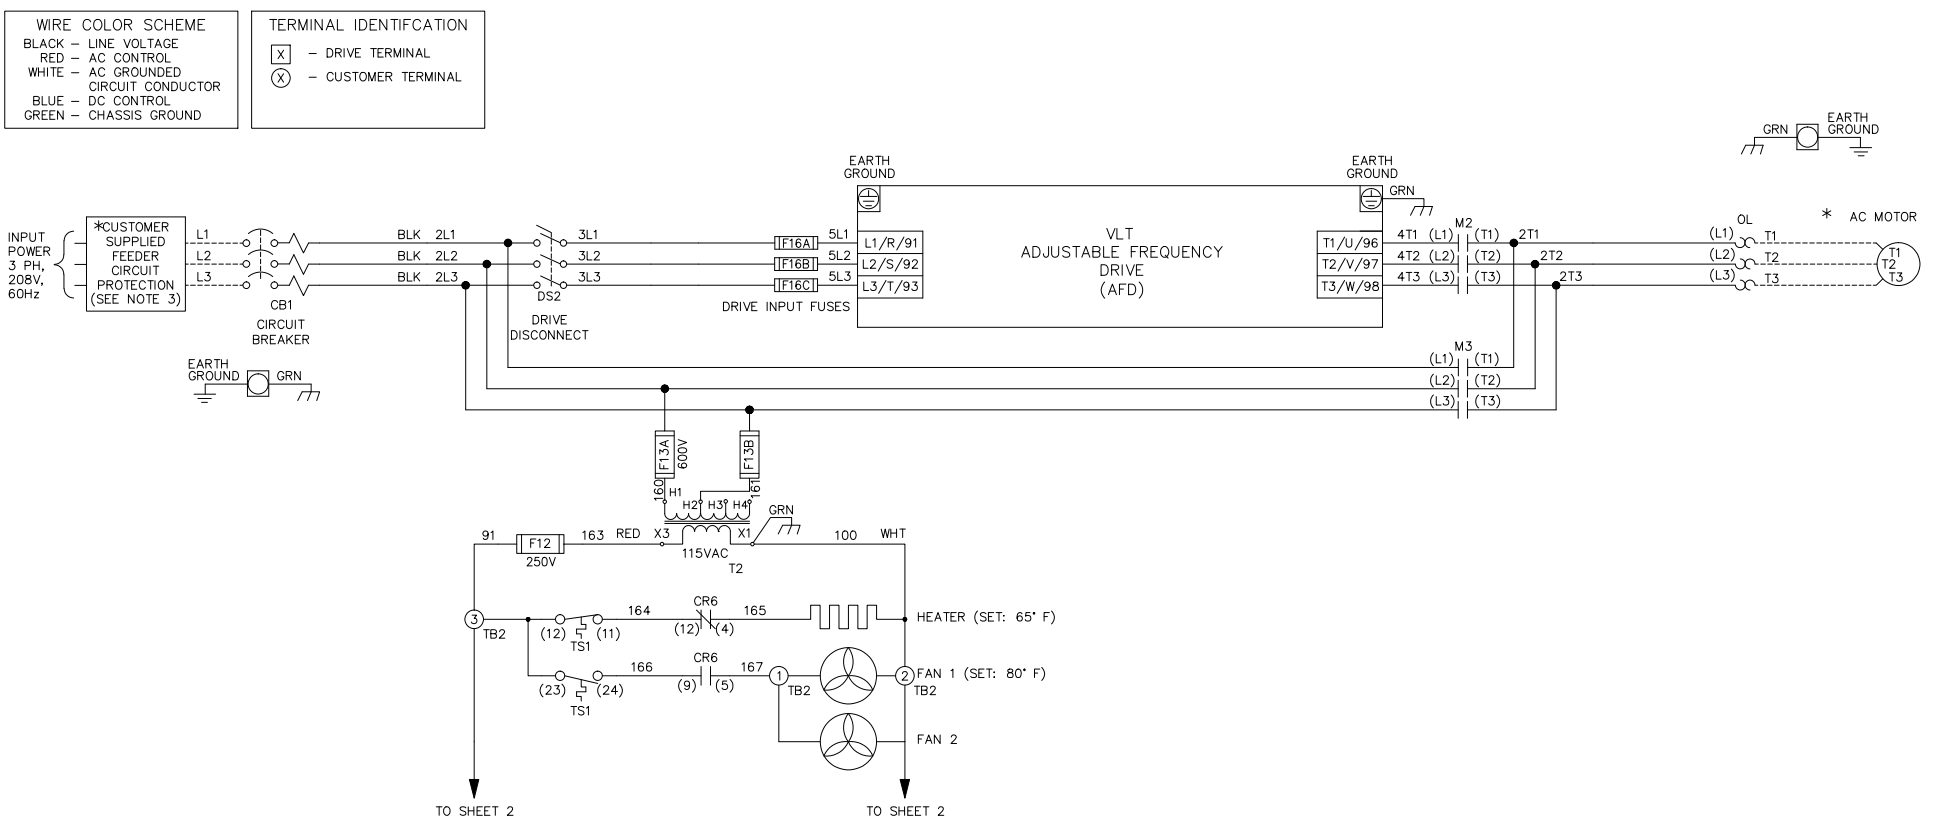 WIRE COLOR SCHEME
BLACK – LINE VOLTAGE
RED – AC CONTROL
WHITE – AC GROUNDED
CIRCUIT CONDUCTOR
BLUE – DC CONTROL
GREEN – CHASSIS GROUND
TERMINAL IDENTIFCATION
X – DRIVE TERMINAL
X – CUSTOMER TERMINAL
INPUT
POWER
3 PH,
208V,
60Hz
*CUSTOMER
SUPPLIED
FEEDER
CIRCUIT
PROTECTION
(SEE NOTE 3)
L1
L2
L3
CB1
CIRCUIT
BREAKER
BLK 2L1
BLK 2L2
BLK 2L3
DS2
DRIVE
DISCONNECT
3L1
3L2
3L3
F16A
F16B
F16C
DRIVE INPUT FUSES
5L1
5L2
5L3
EARTH
GROUND
L1/R/91
L2/S/92
L3/T/93
VLT
ADJUSTABLE FREQUENCY
DRIVE
(AFD)
EARTH
GROUND
GRN
T1/U/96
T2/V/97
T3/W/98
M2
4T1 (L1) (T1) 2T1
4T2 (L2) (T2) 2T2
4T3 (L3) (T3) 2T3
OL
(L1) T1
(L2) T2
(L3) T3
* AC MOTOR
T1
T2
T3
GRN
EARTH
GROUND
EARTH
GROUND
GRN
M3
(L1) (T1)
(L2) (T2)
(L3) (T3)
F13A
600V
F13B
160
161
H1
H2
H3
H4
GRN
91
F12
250V
163
RED
X3
X1
115VAC
T2
100
WHT
3
TB2
(12)
(11)
TS1
164
CR6
(12)
(4)
165
HEATER (SET: 65° F)
(23)
(24)
TS1
166
CR6
(9)
(5)
167
1
TB2
2
TB2
FAN 1 (SET: 80° F)
FAN 2
TO SHEET 2
TO SHEET 2